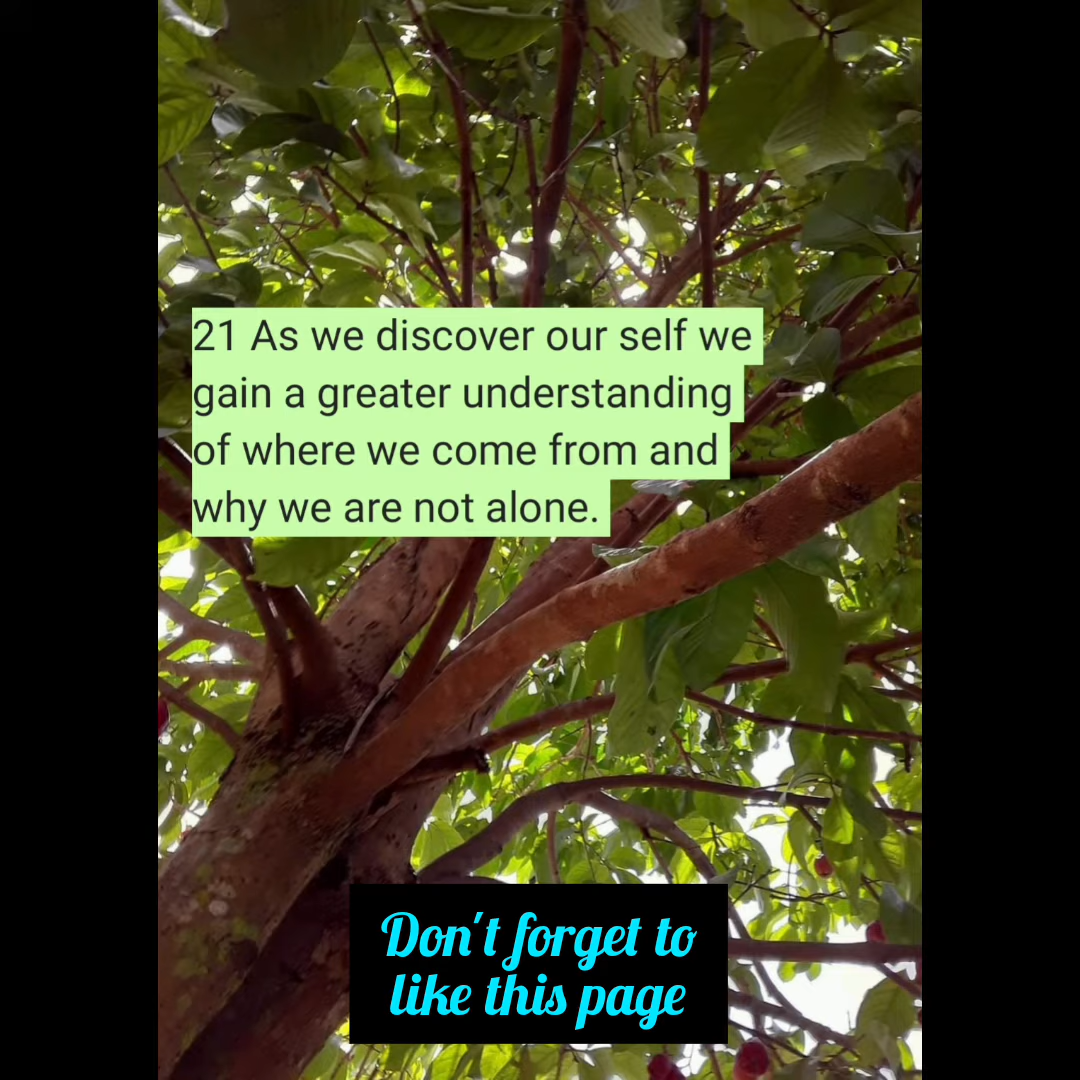 21 As we discover our self we
gain a greater understanding
of where we come from and
why we are not alone.
Don't forget to
like this page